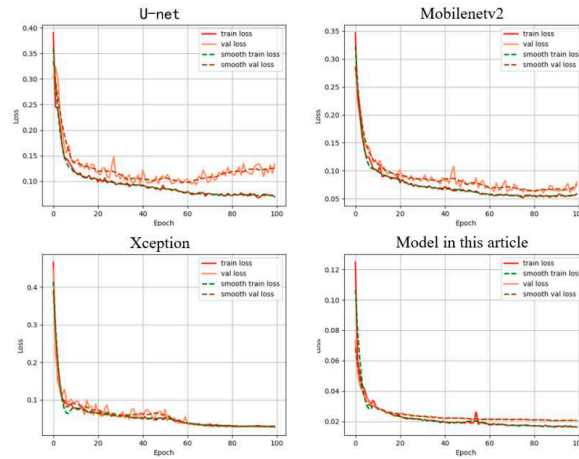 U-net
0.40
0.35
0.30
0.25
0.20
0.15
0.10
Loss
0
20
40
60
80
100
Epoch
train loss
val loss
smooth train loss
smooth val loss
Mobilenetv2
0.35
0.30
0.25
0.20
0.15
0.10
0.05
Loss
0
20
40
60
80
100
Epoch
train loss
val loss
smooth train loss
smooth val loss
Xception
0.4
0.3
0.2
0.1
Loss
0
20
40
60
80
100
Epoch
train loss
val loss
smooth train loss
smooth val loss
Model in this article
0.12
0.10
0.08
0.06
0.04
0.02
Loss
0
20
40
60
80
100
Epoch
train loss
val loss
smooth train loss
smooth val loss